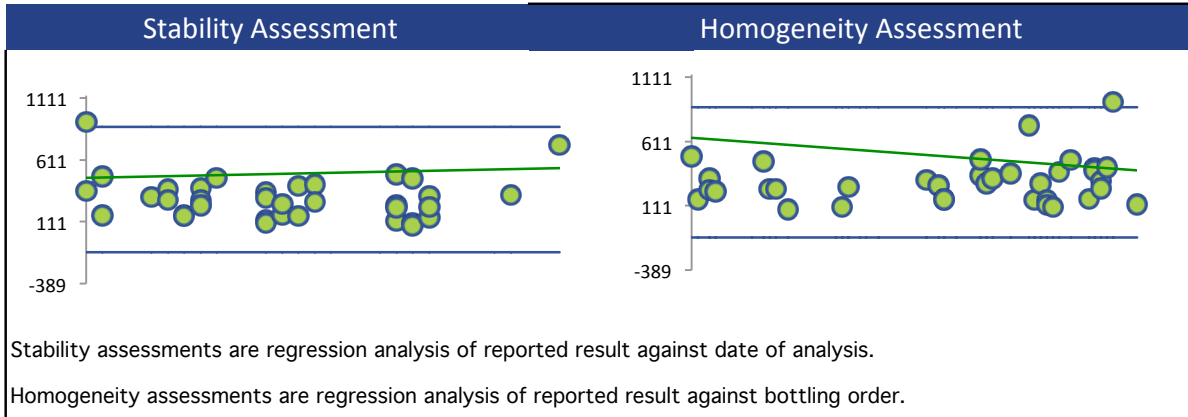 Stability Assessment
Homogeneity Assessment
1111
611
111
-389
1111
611
111
-389
Stability assessments are regression analysis of reported result against date of analysis.
Homogeneity assessments are regression analysis of reported result against bottling order.